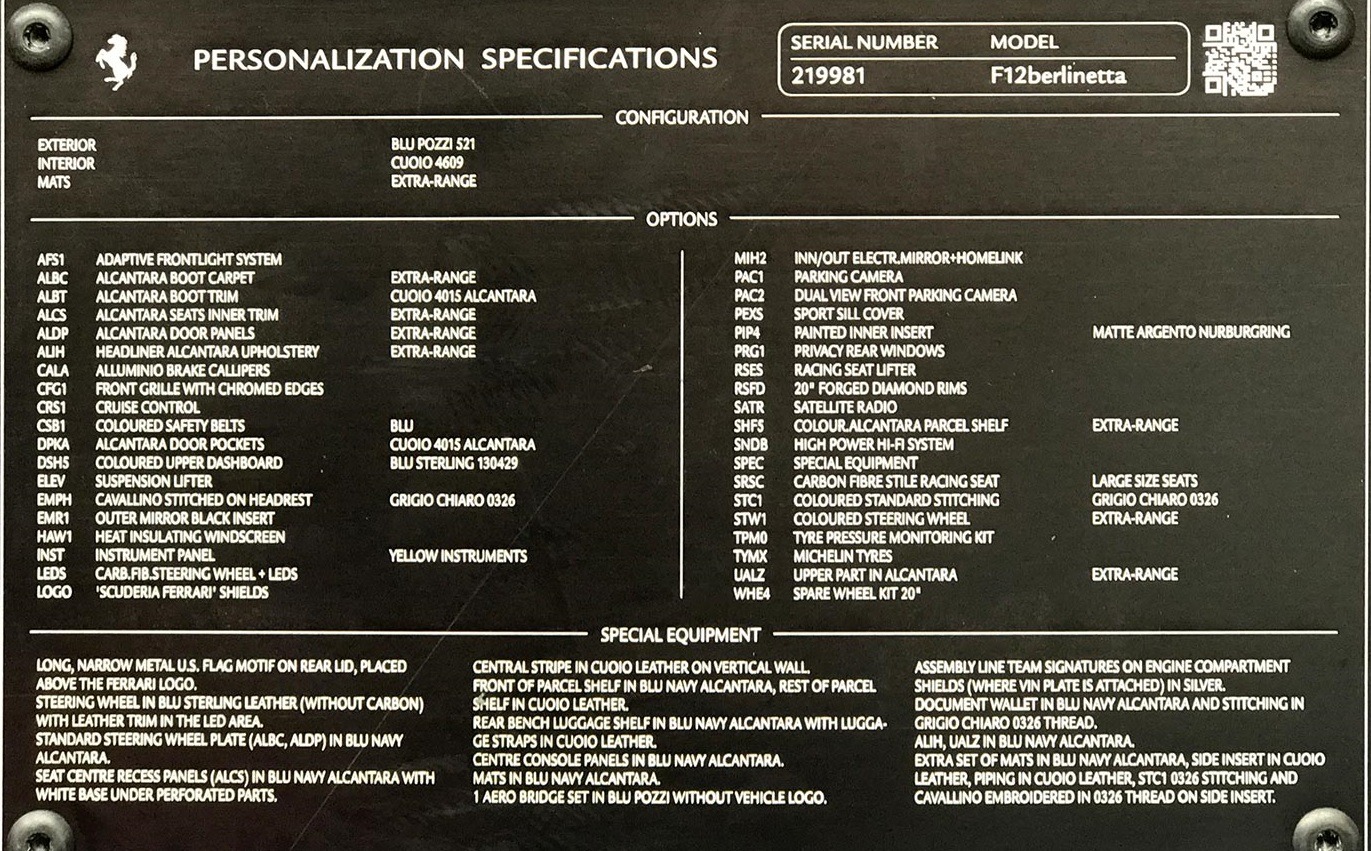 PERSONALIZATION SPECIFICATIONS
SERIAL NUMBER MODEL
219981 F12berlinetta
CONFIGURATION
EXTERIOR BLU POZZI 521
INTERIOR CUOIO 4609
MATS EXTRA-RANGE
OPTIONS
AFS1 ADAPTIVE FRONTLIGHT SYSTEM
ALBC ALCANTARA BOOT CARPET EXTRA-RANGE
ALBT ALCANTARA BOOT TRIM CUOIO 4015 ALCANTARA
ALCS ALCANTARA SEATS INNER TRIM EXTRA-RANGE
ALDP ALCANTARA DOOR PANELS EXTRA-RANGE
ALIH HEADLINER ALCANTARA UPHOLSTERY EXTRA-RANGE
CALA ALLUMINIO BRAKE CALLIPERS
CFG1 FRONT GRILLE WITH CHROMED EDGES
CRS1 CRUISE CONTROL
CSB1 COLOURED SAFETY BELTS BLU
DPKA ALCANTARA DOOR POCKETS CUOIO 4015 ALCANTARA
DSH5 COLOURED UPPER DASHBOARD BLU STERLING 130429
ELEV SUSPENSION LIFTER
EMPH CAVALLINO STITCHED ON HEADREST GRIGIO CHIARO 0326
EMR1 OUTER MIRROR BLACK INSERT
HAW1 HEAT INSULATING WINDSCREEN
INST INSTRUMENT PANEL YELLOW INSTRUMENTS
LEDS CARB.FIB.STEERING WHEEL + LEDS
LOGO 'SCUDERIA FERRARI' SHIELDS
MIH2 INN/OUT ELECTR.MIRROR+HOMELINK
PAC1 PARKING CAMERA
PAC2 DUAL VIEW FRONT PARKING CAMERA
PEXS SPORT SILL COVER
PIP4 PAINTED INNER INSERT MATTE ARGENTO NURBURGRING
PRG1 PRIVACY REAR WINDOWS
RSES RACING SEAT LIFTER
RSFD 20" FORGED DIAMOND RIMS
SATR SATELLITE RADIO
SHF5 COLOUR.ALCANTARA PARCEL SHELF EXTRA-RANGE
SNDB HIGH POWER HI-FI SYSTEM
SPEC SPECIAL EQUIPMENT
SRSC CARBON FIBRE STILE RACING SEAT LARGE SIZE SEATS
STC1 COLOURED STANDARD STITCHING GRIGIO CHIARO 0326
STW1 COLOURED STEERING WHEEL EXTRA-RANGE
TPM0 TYRE PRESSURE MONITORING KIT
TYMX MICHELIN TYRES
UALZ UPPER PART IN ALCANTARA EXTRA-RANGE
WHE4 SPARE WHEEL KIT 20"
SPECIAL EQUIPMENT
LONG, NARROW METAL U.S. FLAG MOTIF ON REAR LID, PLACED
ABOVE THE FERRARI LOGO.
STEERING WHEEL IN BLU STERLING LEATHER (WITHOUT CARBON)
WITH LEATHER TRIM IN THE LED AREA.
STANDARD STEERING WHEEL PLATE (ALBC, ALDP) IN BLU NAVY
ALCANTARA.
SEAT CENTRE RECESS PANELS (ALCS) IN BLU NAVY ALCANTARA WITH
WHITE BASE UNDER PERFORATED PARTS.
CENTRAL STRIPE IN CUOIO LEATHER ON VERTICAL WALL.
FRONT OF PARCEL SHELF IN BLU NAVY ALCANTARA, REST OF PARCEL
SHELF IN CUOIO LEATHER.
REAR BENCH LUGGAGE SHELF IN BLU NAVY ALCANTARA WITH LUGGA-
GE STRAPS IN CUOIO LEATHER.
CENTRE CONSOLE PANELS IN BLU NAVY ALCANTARA.
MATS IN BLU NAVY ALCANTARA.
1 AERO BRIDGE SET IN BLU POZZI WITHOUT VEHICLE LOGO.
ASSEMBLY LINE TEAM SIGNATURES ON ENGINE COMPARTMENT
SHIELDS (WHERE VIN PLATE IS ATTACHED) IN SILVER.
DOCUMENT WALLET IN BLU NAVY ALCANTARA AND STITCHING IN
GRIGIO CHIARO 0326 THREAD.
ALIH, UALZ IN BLU NAVY ALCANTARA.
EXTRA SET OF MATS IN BLU NAVY ALCANTARA, SIDE INSERT IN CUOIO
LEATHER, PIPING IN CUOIO LEATHER, STC1 0326 STITCHING AND
CAVALLINO EMBROIDERED IN 0326 THREAD ON SIDE INSERT.